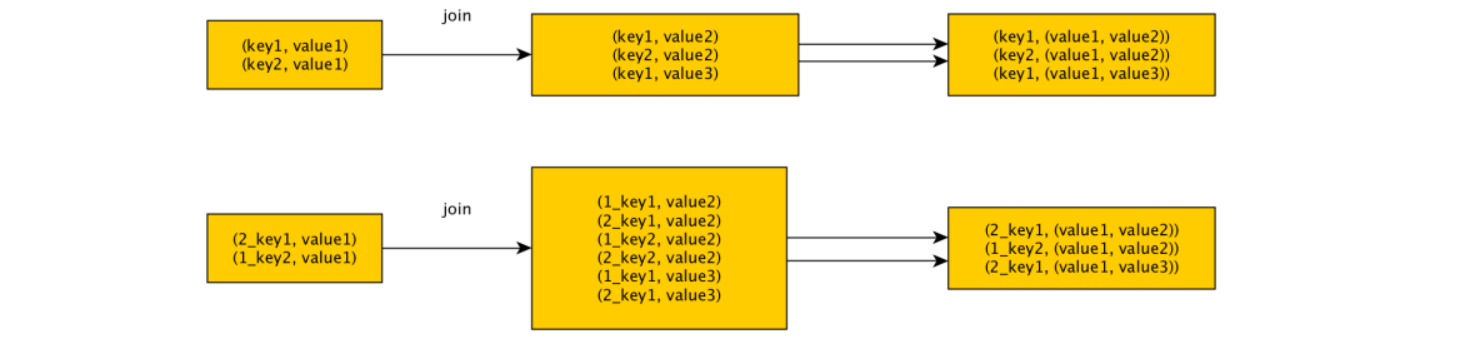 join
(key1, value1)
(key2, value1)
(key1, value2)
(key2, value2)
(key1, value3)
(key1, (value1, value2))
(key2, (value1, value2))
(key1, (value1, value3))
join
(2_key1, value1)
(1_key2, value1)
(1_key1, value2)
(2_key1, value2)
(1_key2, value2)
(2_key2, value2)
(1_key1, value3)
(2_key1, value3)
(2_key1, (value1, value2))
(1_key2, (value1, value2))
(2_key1, (value1, value3))